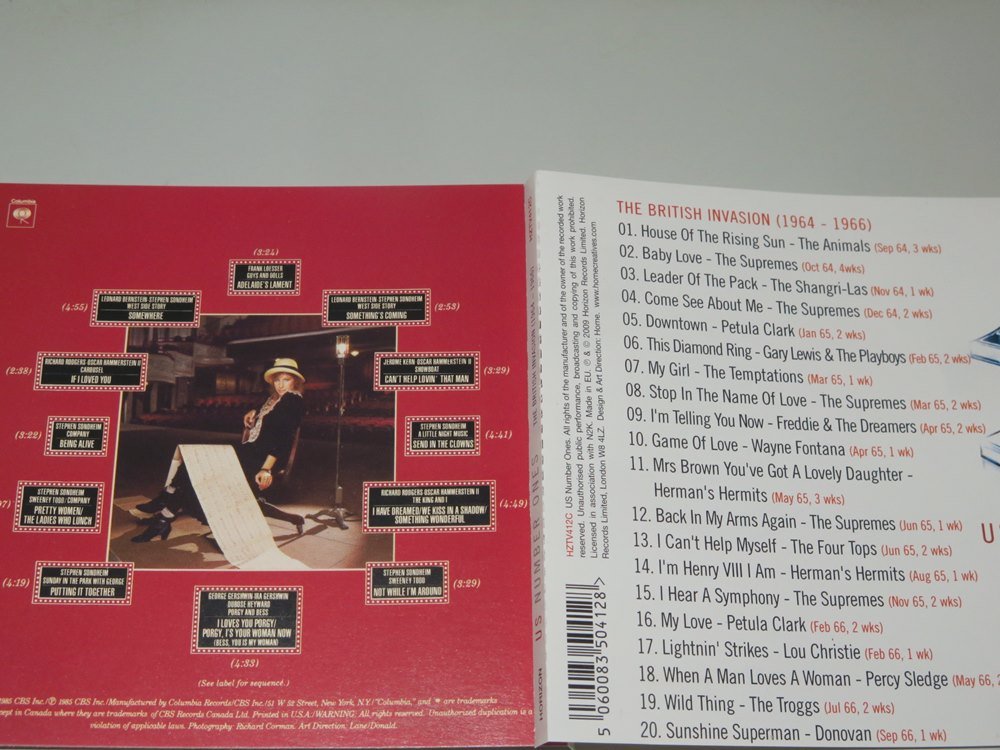 Columbia
(3:24)
FRANK LOESSER
GUYS AND DOLLS
ADELAIDE'S LAMENT
(4:55)
LEONARD BERNSTEIN·STEPHEN SONDHEIM
WEST SIDE STORY
SOMEWHERE
LEONARD BERNSTEIN·STEPHEN SONDHEIM
WEST SIDE STORY
SOMETHING'S COMING
(2:53)
(2:38)
RICHARD RODGERS·OSCAR HAMMERSTEIN II
CAROUSEL
IF I LOVED YOU
JEROME KERN·OSCAR HAMMERSTEIN II
SHOWBOAT
CAN'T HELP LOVIN' THAT MAN
(3:29)
(3:22)
STEPHEN SONDHEIM
COMPANY
BEING ALIVE
STEPHEN SONDHEIM
A LITTLE NIGHT MUSIC
SEND IN THE CLOWNS
(4:41)
07)
STEPHEN SONDHEIM
SWEENEY TODD/COMPANY
PRETTY WOMEN/
THE LADIES WHO LUNCH
RICHARD RODGERS·OSCAR HAMMERSTEIN II
THE KING AND I
I HAVE DREAMED/WE KISS IN A SHADOW/
SOMETHING WONDERFUL
(4:49)
(4:19)
STEPHEN SONDHEIM
SUNDAY IN THE PARK WITH GEORGE
PUTTING IT TOGETHER
STEPHEN SONDHEIM
SWEENEY TODD
NOT WHILE I'M AROUND
(3:29)
GEORGE GERSHWIN·IRA GERSHWIN
DUBOSE HEYWARD
PORGY AND BESS
I LOVES YOU PORGY/
PORGY, I'S YOUR WOMAN NOW
(BESS, YOU IS MY WOMAN)
(4:33)
(See label for sequence.)
1985 CBS Inc./℗ 1985 CBS Inc./Manufactured by Columbia Records/CBS Inc./51 W 52 Street, New York, N.Y./"Columbia," and are trademarks
cept in Canada where they are trademarks of CBS Records Canada Ltd. Printed in U.S.A./WARNING: All rights reserved. Unauthorised duplication is a
violation of applicable laws. Photography: Richard Corman. Art Direction: Lane/Donald.
HZTV412C
US NUMBER ONES
HORIZON
HZTV412C US Number Ones. All rights of the manufacturer and of the owner of the recorded work
reserved. Unauthorised public performance, broadcasting and copying of this work prohibited.
Licensed in association with N2K. Made in EU. ℗ & © 2009 Horizon Records Limited. Horizon
Records Limited, London W8 4LZ. Design & Art Direction: Home. www.homecreatives.com
5 060083 504128 >
THE BRITISH INVASION (1964 - 1966)
01. House Of The Rising Sun - The Animals (Sep 64, 3 wks)
02. Baby Love - The Supremes (Oct 64, 4wks)
03. Leader Of The Pack - The Shangri-Las (Nov 64, 1 wk)
04. Come See About Me - The Supremes (Dec 64, 2 wks)
05. Downtown - Petula Clark (Jan 65, 2 wks)
06. This Diamond Ring - Gary Lewis & The Playboys (Feb 65, 2 wks)
07. My Girl - The Temptations (Mar 65, 1 wk)
08. Stop In The Name Of Love - The Supremes (Mar 65, 2 wks)
09. I'm Telling You Now - Freddie & The Dreamers (Apr 65, 2 wks)
10. Game Of Love - Wayne Fontana (Apr 65, 1 wk)
11. Mrs Brown You've Got A Lovely Daughter -
Herman's Hermits (May 65, 3 wks)
12. Back In My Arms Again - The Supremes (Jun 65, 1 wk)
13. I Can't Help Myself - The Four Tops (Jun 65, 2 wks)
14. I'm Henry VIII I Am - Herman's Hermits (Aug 65, 1 wk)
15. I Hear A Symphony - The Supremes (Nov 65, 2 wks)
16. My Love - Petula Clark (Feb 66, 2 wks)
17. Lightnin' Strikes - Lou Christie (Feb 66, 1 wk)
18. When A Man Loves A Woman - Percy Sledge (May 66, 2
19. Wild Thing - The Troggs (Jul 66, 2 wks)
20. Sunshine Superman - Donovan (Sep 66, 1 wk)
U